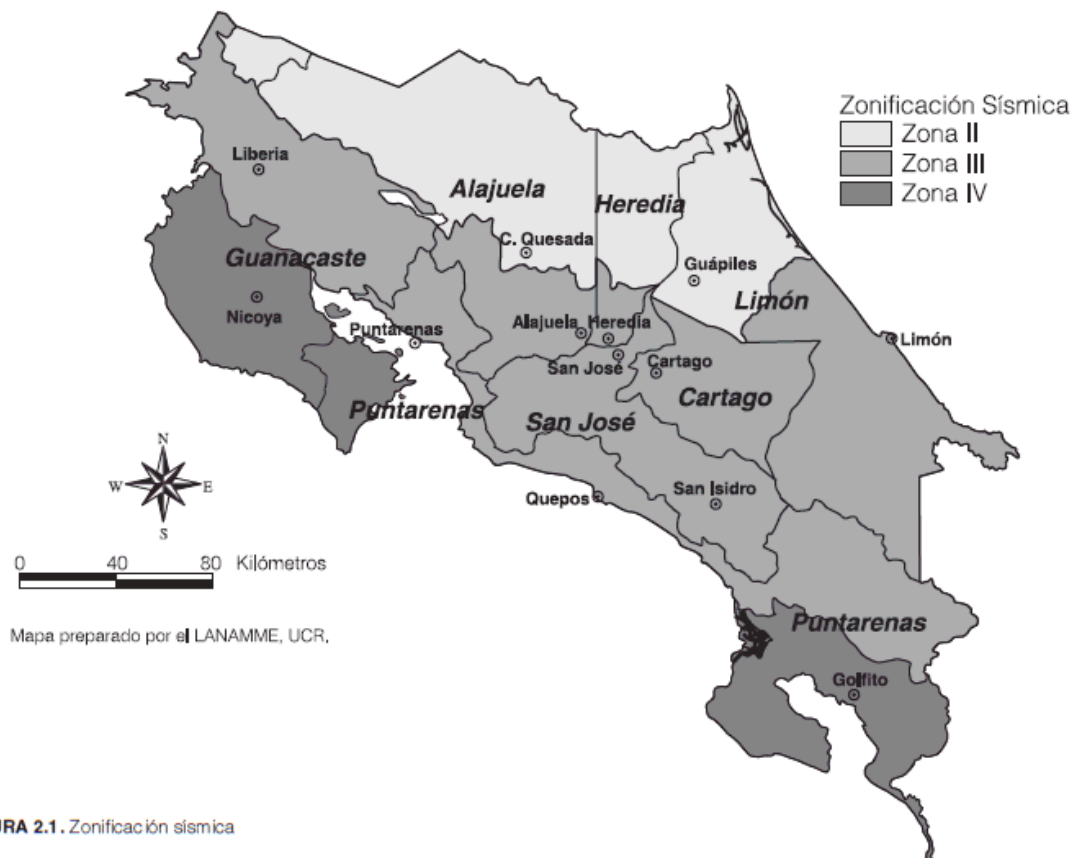 Zonificación Sísmica
Zona II
Zona III
Zona IV
Liberia
Alajuela
Heredia
C. Quesada
Guanacaste
Guápiles
Limón
Nicoya
Puntarenas
Alajuela Heredia
Limón
San José
Cartago
Cartago
Puntarenas
San José
N
W E
S
San Isidro
Quepos
0 40 80 Kilómetros
Puntarenas
Mapa preparado por el LANAMME, UCR,
Golfito
URA 2.1. Zonificación sísmica